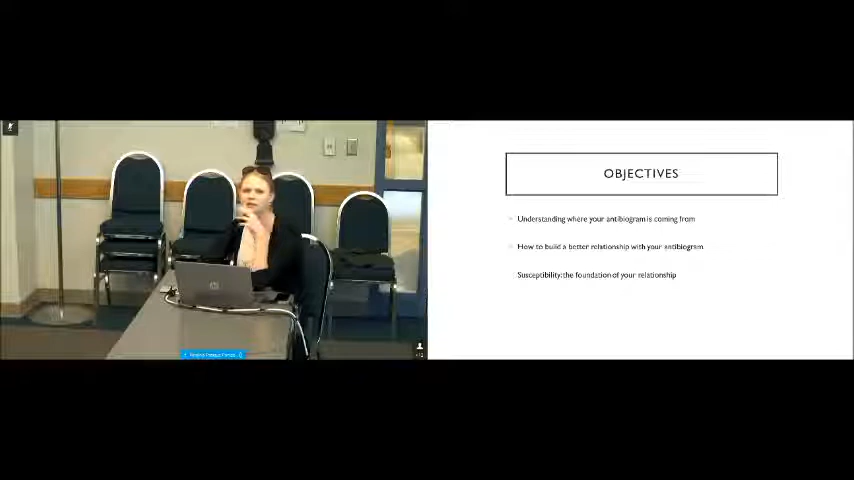 OBJECTIVES
Understanding where your antibiogram is coming from
How to build a better relationship with your antibiogram
Susceptibility: the foundation of your relationship
hp